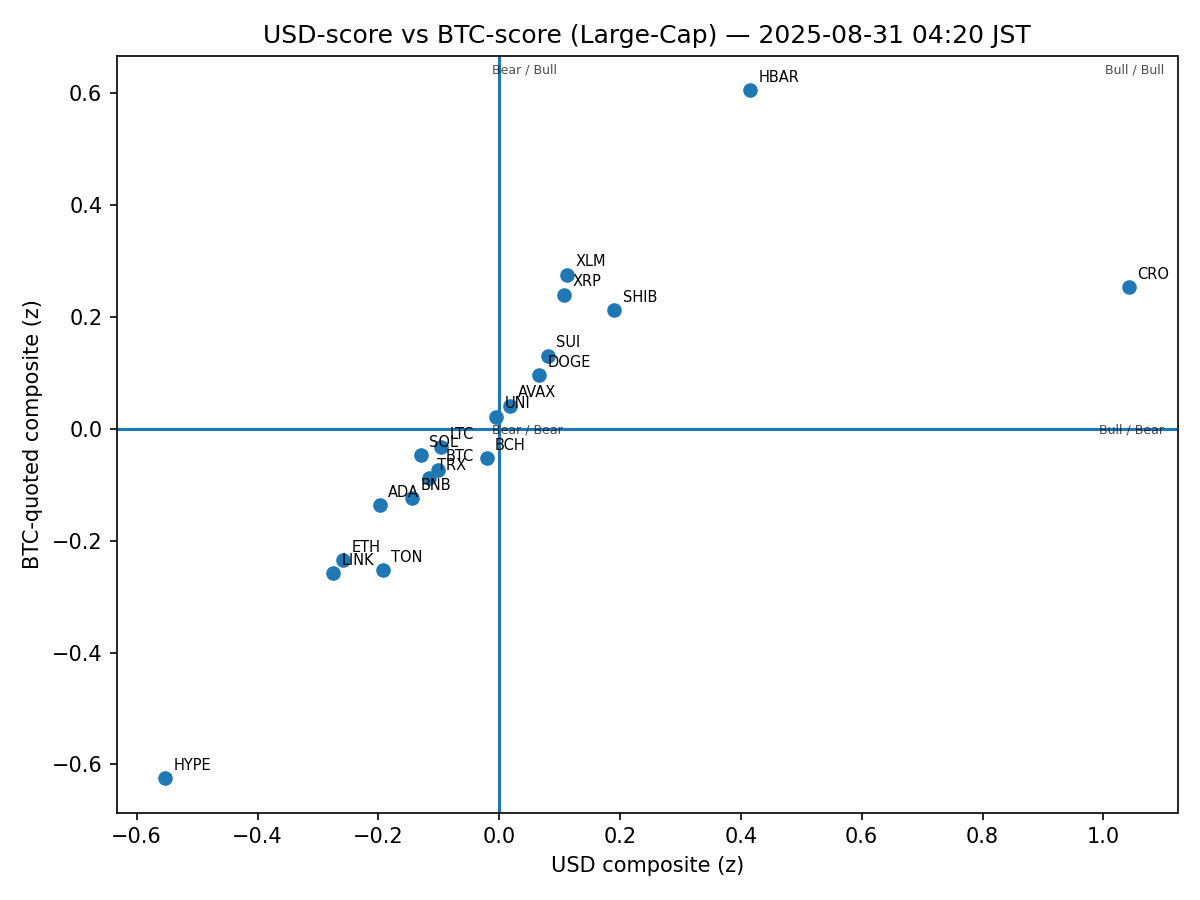 USD-score vs BTC-score (Large-Cap) — 2025-08-31 04:20 JST
Bear / Bull
Bull / Bull
HBAR
XLM
XRP
SHIB
CRO
SUI
DOGE
AVAX
UNI
Bear / Bear
Bull / Bear
LTC
SOL
BCH
BTC
TRX
BNB
ADA
ETH
LINK
TON
HYPE
0.6
0.4
0.2
0.0
−0.2
−0.4
−0.6
BTC-quoted composite (z)
−0.6
−0.4
−0.2
0.0
0.2
0.4
0.6
0.8
1.0
USD composite (z)